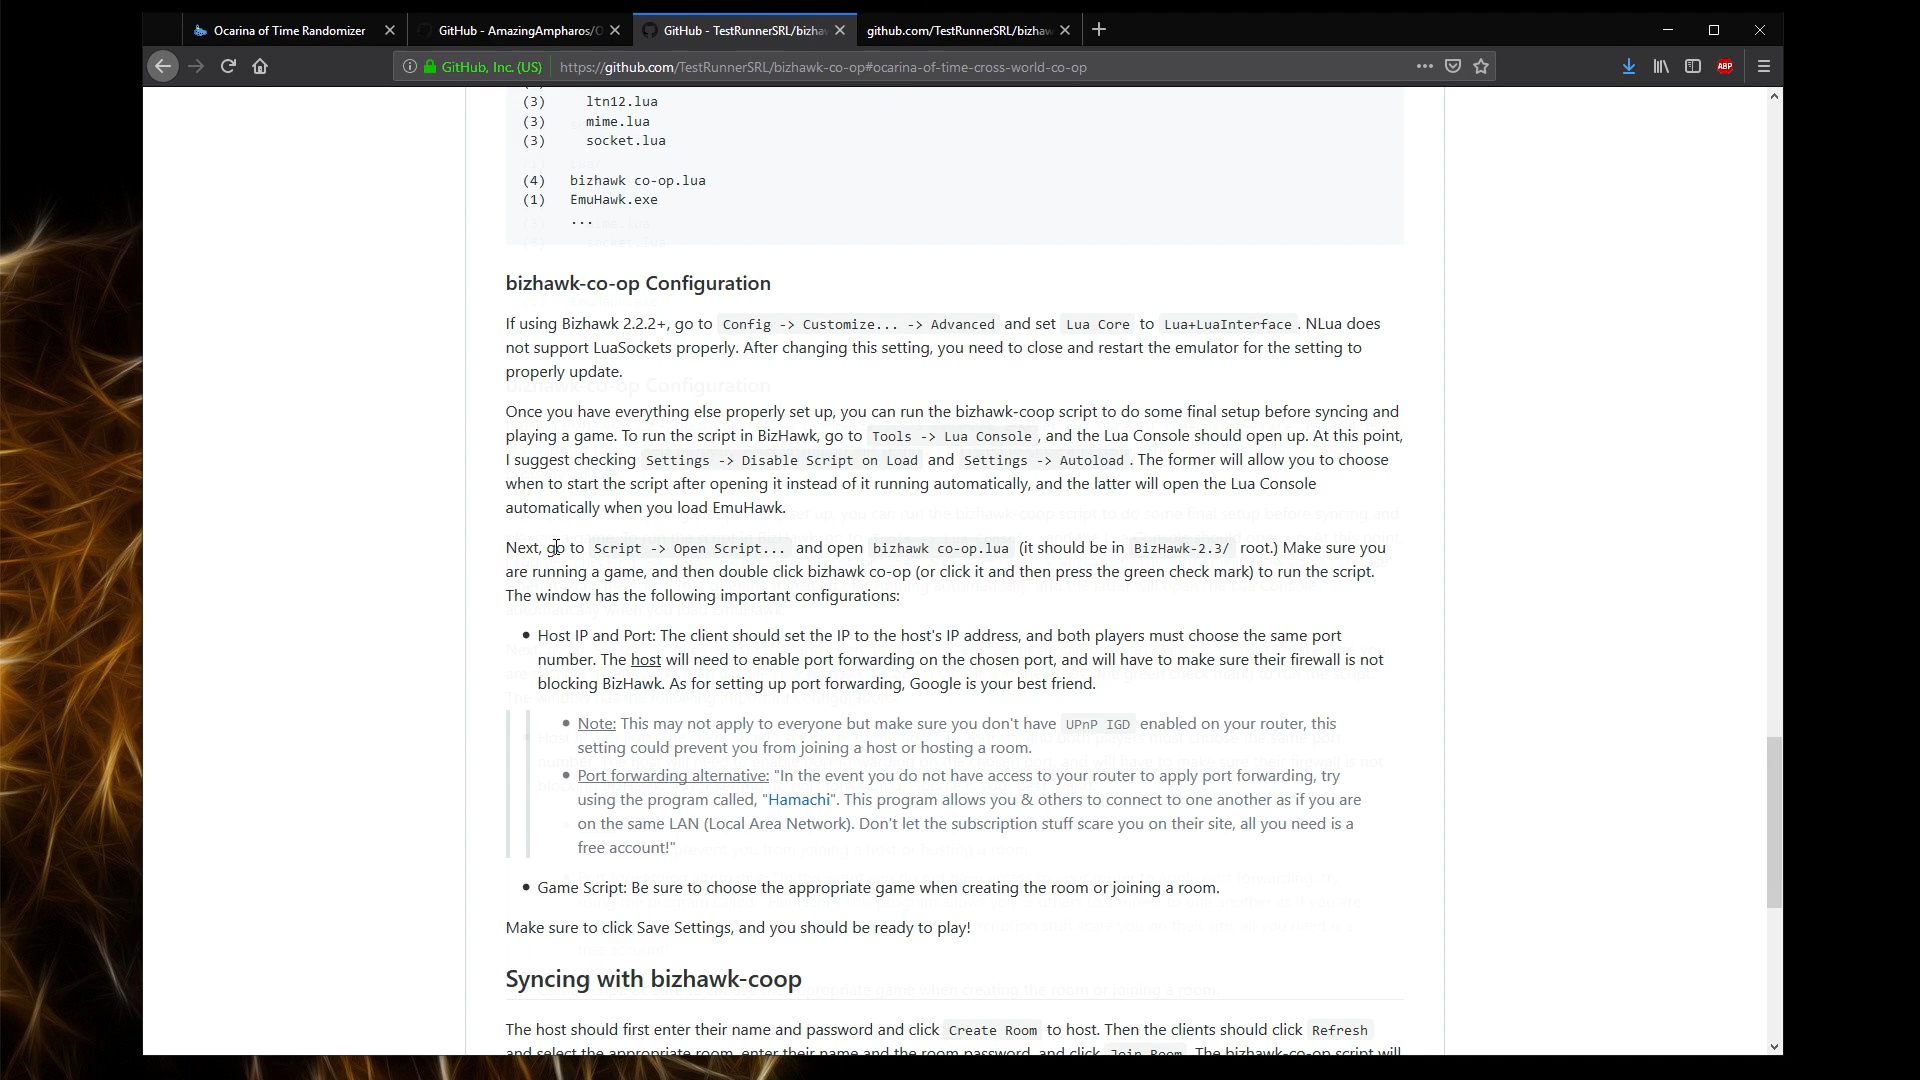 Ocarina of Time Randomizer
GitHub - AmazingAmpharos/O
GitHub - TestRunnerSRL/bizha
github.com/TestRunnerSRL/bizhaw
GitHub, Inc. (US)
https://github.com/TestRunnerSRL/bizhawk-co-op#ocarina-of-time-cross-world-co-op
ABP
(3) ltn12.lua
(3) mime.lua
(3) socket.lua
(4) bizhawk co-op.lua
(1) EmuHawk.exe
...
bizhawk-co-op Configuration
If using Bizhawk 2.2.2+, go to Config -> Customize... -> Advanced and set Lua Core to Lua+LuaInterface . NLua does
not support LuaSockets properly. After changing this setting, you need to close and restart the emulator for the setting to
properly update.
Once you have everything else properly set up, you can run the bizhawk-coop script to do some final setup before syncing and
playing a game. To run the script in BizHawk, go to Tools -> Lua Console , and the Lua Console should open up. At this point,
I suggest checking Settings -> Disable Script on Load and Settings -> Autoload . The former will allow you to choose
when to start the script after opening it instead of it running automatically, and the latter will open the Lua Console
automatically when you load EmuHawk.
Next, go to Script -> Open Script... and open bizhawk co-op.lua (it should be in BizHawk-2.3/ root.) Make sure you
are running a game, and then double click bizhawk co-op (or click it and then press the green check mark) to run the script.
The window has the following important configurations:
• Host IP and Port: The client should set the IP to the host's IP address, and both players must choose the same port
number. The host will need to enable port forwarding on the chosen port, and will have to make sure their firewall is not
blocking BizHawk. As for setting up port forwarding, Google is your best friend.
• Note: This may not apply to everyone but make sure you don't have UPnP IGD enabled on your router, this
setting could prevent you from joining a host or hosting a room.
• Port forwarding alternative: "In the event you do not have access to your router to apply port forwarding, try
using the program called, "Hamachi". This program allows you & others to connect to one another as if you are
on the same LAN (Local Area Network). Don't let the subscription stuff scare you on their site, all you need is a
free account!"
• Game Script: Be sure to choose the appropriate game when creating the room or joining a room.
Make sure to click Save Settings, and you should be ready to play!
Syncing with bizhawk-coop
The host should first enter their name and password and click Create Room to host. Then the clients should click Refresh
and select the appropriate room, enter their name and the room password, and click Join Room . The bizhawk-co-op script will